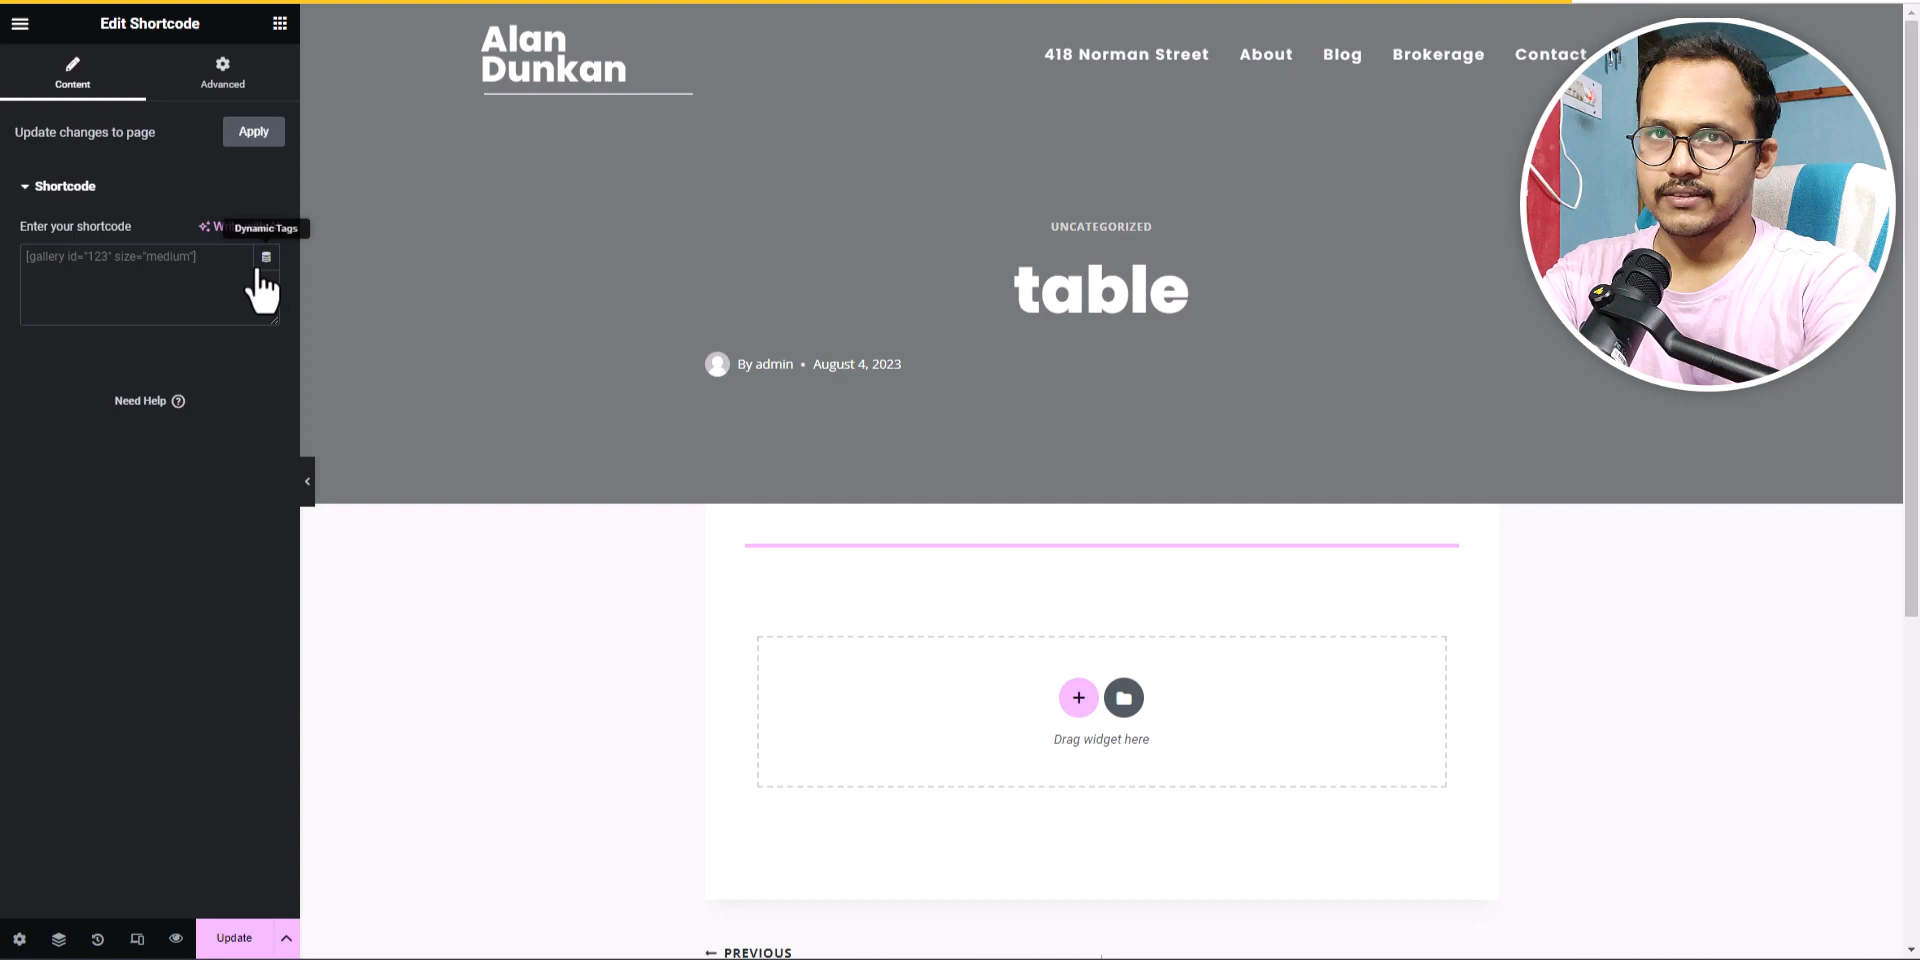 Edit Shortcode
Content
Advanced
Update changes to page
Apply
Shortcode
Enter your shortcode
Dynamic Tags
[gallery id="123" size="medium"]
Need Help
Update
Alan
Dunkan
418 Norman Street
About
Blog
Brokerage
Contact
UNCATEGORIZED
table
By admin • August 4, 2023
Drag widget here
← PREVIOUS